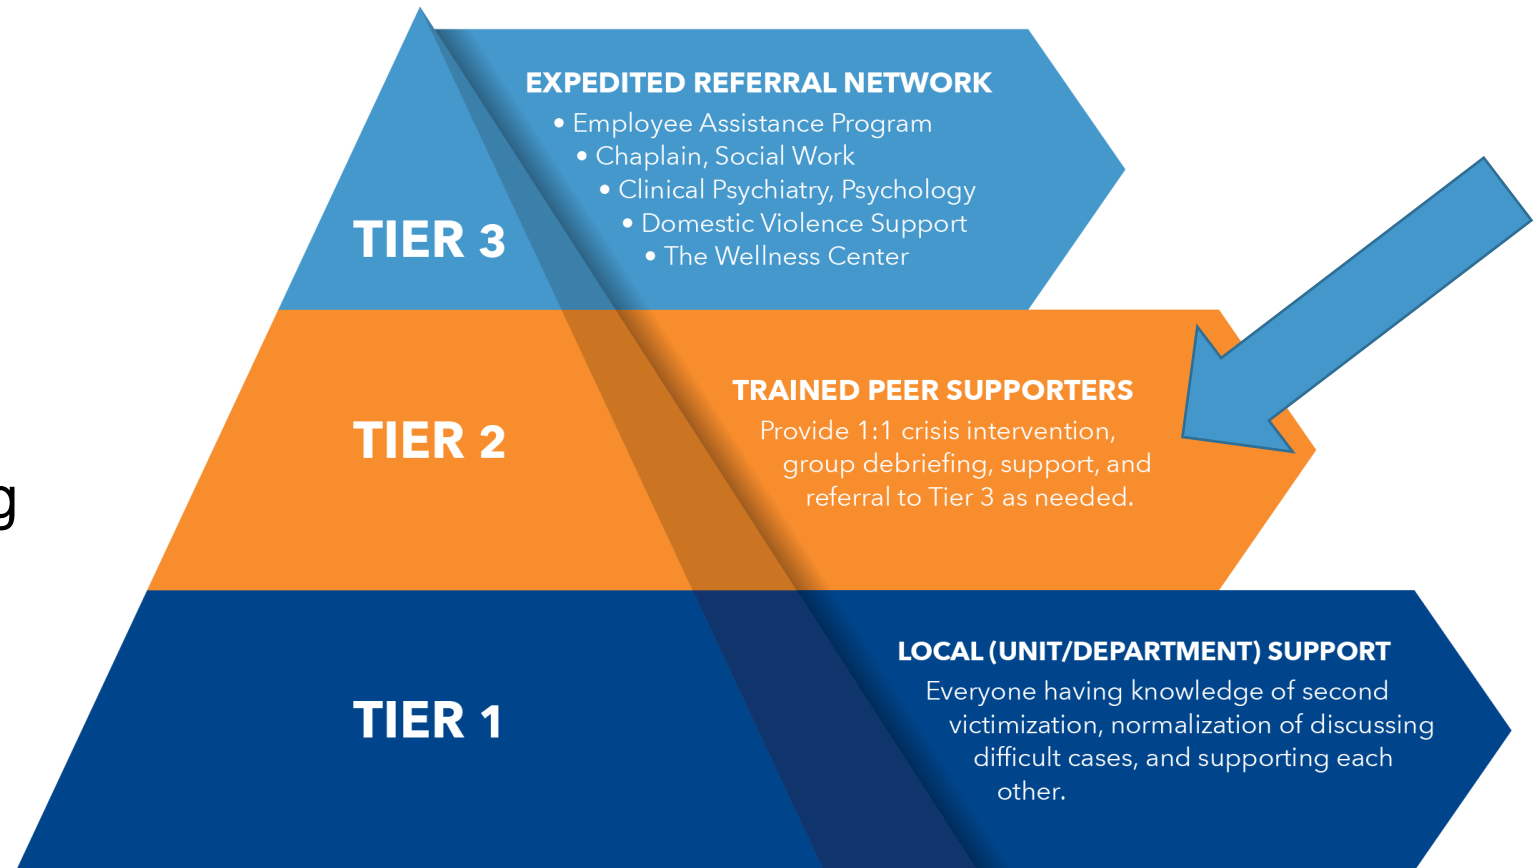 EXPEDITED REFERRAL NETWORK
• Employee Assistance Program
• Chaplain, Social Work
• Clinical Psychiatry, Psychology
• Domestic Violence Support
• The Wellness Center
TIER 3
TRAINED PEER SUPPORTERS
Provide 1:1 crisis intervention,
group debriefing, support, and
referral to Tier 3 as needed.
TIER 2
g
LOCAL (UNIT/DEPARTMENT) SUPPORT
Everyone having knowledge of second
victimization, normalization of discussing
difficult cases, and supporting each
other.
TIER 1